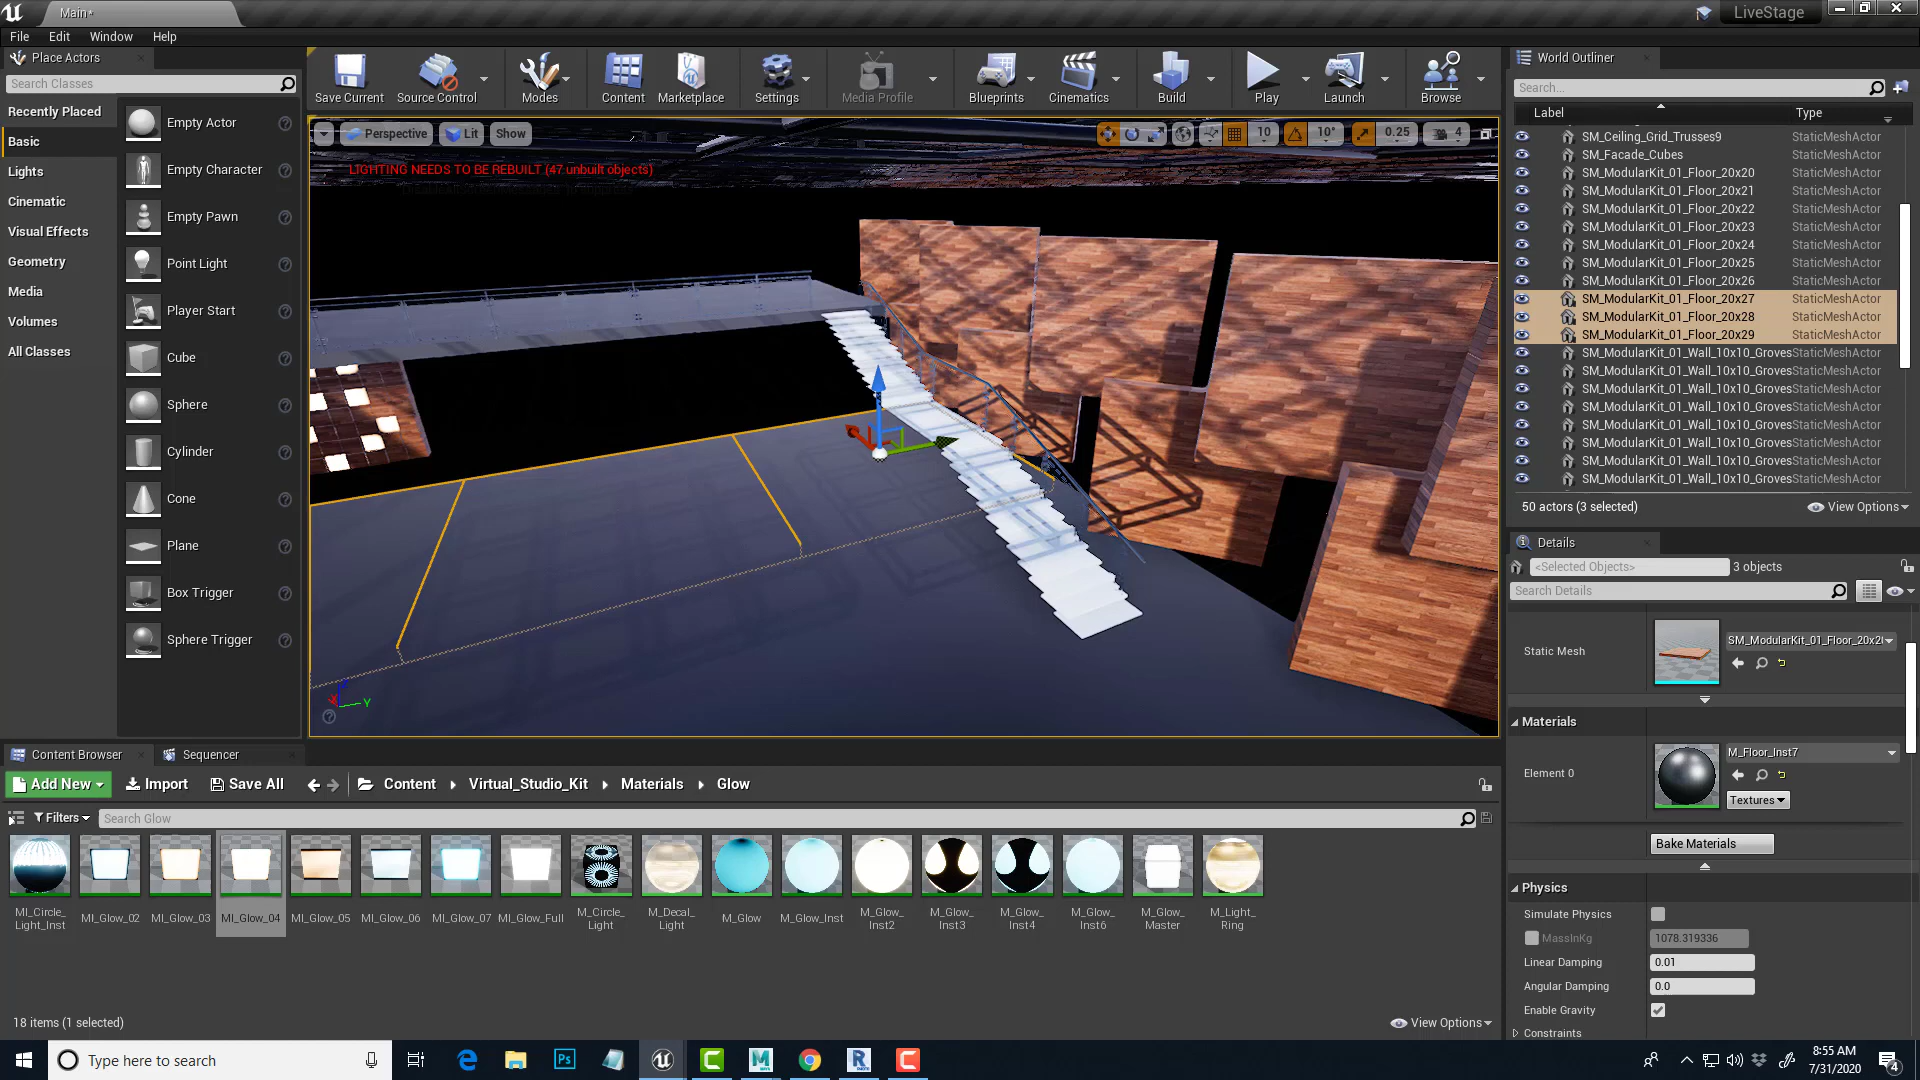 Main*
LiveStage
File Edit Window Help
Place Actors
Search Classes
Recently Placed
Basic
Lights
Cinematic
Visual Effects
Geometry
Media
Volumes
All Classes
Empty Actor
Empty Character
Empty Pawn
Point Light
Player Start
Cube
Sphere
Cylinder
Cone
Plane
Box Trigger
Sphere Trigger
Save Current
Source Control
Modes
Content
Marketplace
Settings
Media Profile
Blueprints
Cinematics
Build
Play
Launch
Browse
Perspective Lit Show
10 10° 0.25 4
LIGHTING NEEDS TO BE REBUILT (47 unbuilt objects)
X Y
World Outliner
Search...
Label Type
SM_Ceiling_Grid_Trusses9 StaticMeshActor
SM_Facade_Cubes StaticMeshActor
SM_ModularKit_01_Floor_20x20 StaticMeshActor
SM_ModularKit_01_Floor_20x21 StaticMeshActor
SM_ModularKit_01_Floor_20x22 StaticMeshActor
SM_ModularKit_01_Floor_20x23 StaticMeshActor
SM_ModularKit_01_Floor_20x24 StaticMeshActor
SM_ModularKit_01_Floor_20x25 StaticMeshActor
SM_ModularKit_01_Floor_20x26 StaticMeshActor
SM_ModularKit_01_Floor_20x27 StaticMeshActor
SM_ModularKit_01_Floor_20x28 StaticMeshActor
SM_ModularKit_01_Floor_20x29 StaticMeshActor
SM_ModularKit_01_Wall_10x10_Groves StaticMeshActor
SM_ModularKit_01_Wall_10x10_Groves StaticMeshActor
SM_ModularKit_01_Wall_10x10_Groves StaticMeshActor
SM_ModularKit_01_Wall_10x10_Groves StaticMeshActor
SM_ModularKit_01_Wall_10x10_Groves StaticMeshActor
SM_ModularKit_01_Wall_10x10_Groves StaticMeshActor
SM_ModularKit_01_Wall_10x10_Groves StaticMeshActor
SM_ModularKit_01_Wall_10x10_Groves StaticMeshActor
50 actors (3 selected) View Options
Details
<Selected Objects> 3 objects
Search Details
Static Mesh
SM_ModularKit_01_Floor_20x2
Materials
Element 0
M_Floor_Inst7
Textures
Bake Materials
Physics
Simulate Physics
MassInKg 1078.319336
Linear Damping 0.01
Angular Damping 0.0
Enable Gravity
Constraints
Content Browser Sequencer
Add New Import Save All Content Virtual_Studio_Kit Materials Glow
Filters Search Glow
MI_Circle_
Light_Inst
MI_Glow_02
MI_Glow_03
MI_Glow_04
MI_Glow_05
MI_Glow_06
MI_Glow_07
MI_Glow_Full
M_Circle_
Light
M_Decal_
Light
M_Glow
M_Glow_Inst
M_Glow_
Inst2
M_Glow_
Inst3
M_Glow_
Inst4
M_Glow_
Inst6
M_Glow_
Master
M_Light_
Ring
18 items (1 selected) View Options
Type here to search
8:55 AM
7/31/2020
4